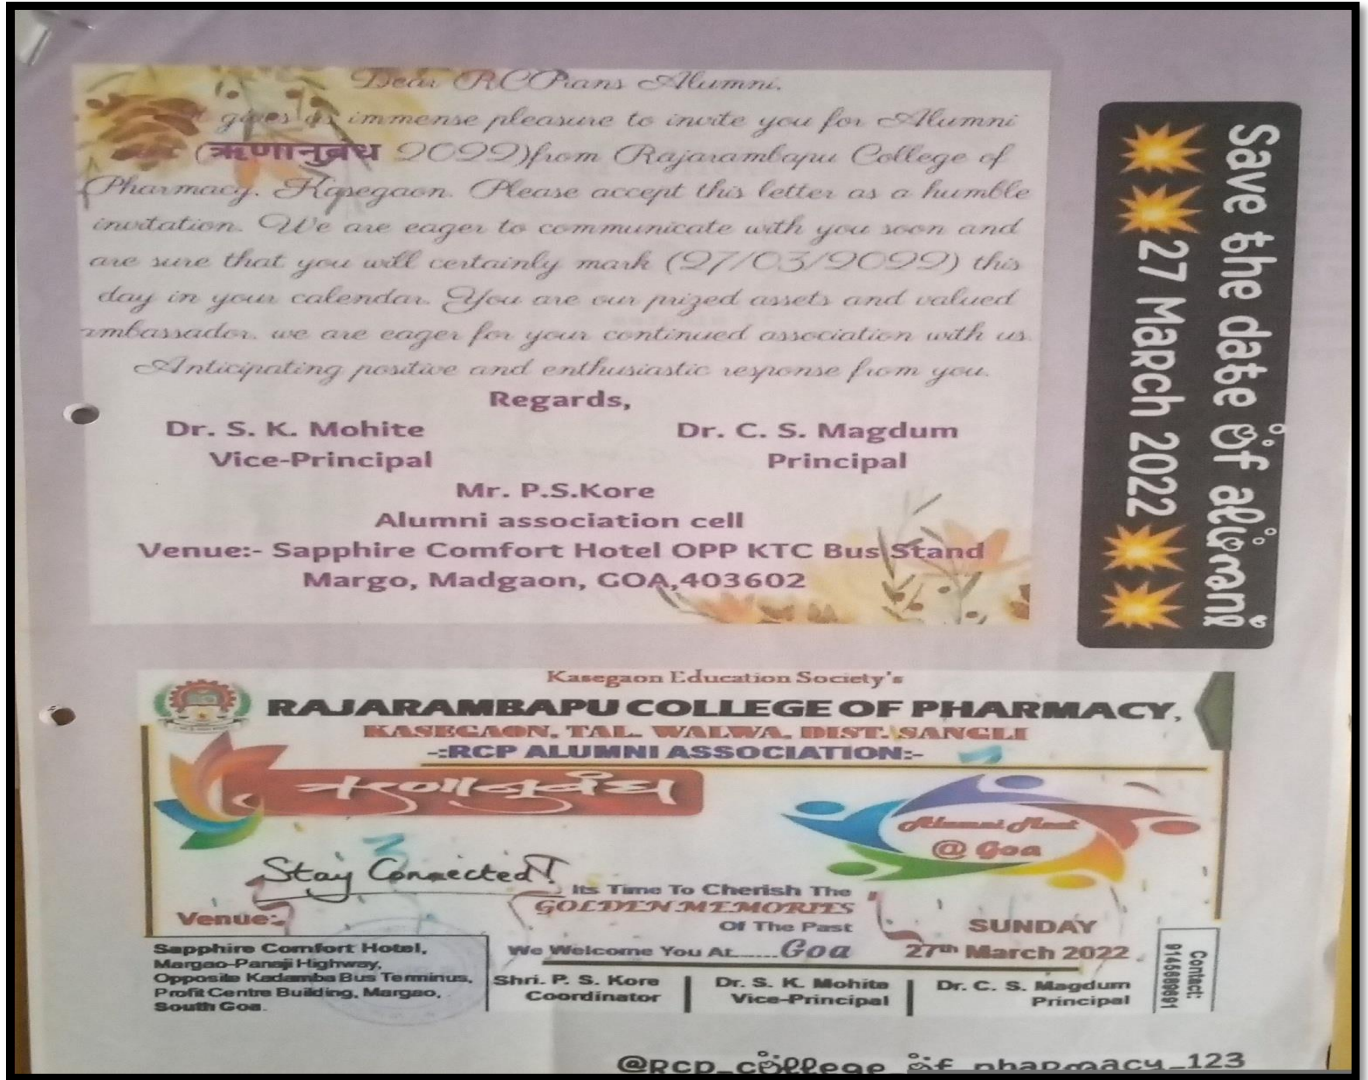 Dear RCPians Alumni.
gives us immense pleasure to invite you for Alumni
(ऋणानुबंध 2022)from Rajarambapu College of
Pharmacy. Kasegaon. Please accept this letter as a humble
invitation. We are eager to communicate with you soon and
are sure that you will certainly mark (27/03/2022) this
day in your calendar. You are our prized assets and valued
ambassador. we are eager for your continued association with us.
Anticipating positive and enthusiastic response from you.
Regards,
Dr. S. K. Mohite Dr. C. S. Magdum
Vice-Principal Principal
Mr. P.S.Kore
Alumni association cell
Venue:- Sapphire Comfort Hotel OPP KTC Bus Stand
Margo, Madgaon, GOA,403602
Save the date of alumni
27 March 2022
Kasegaon Education Society's
RAJARAMBAPU COLLEGE OF PHARMACY,
KASEGAON, TAL. WALWA, DIST. SANGLI
-:RCP ALUMNI ASSOCIATION:-
ऋणानुबंध
Alumni Meet
@ Goa
Stay Connected!
Its Time To Cherish The
GOLDEN MEMORIES
Of The Past
We Welcome You At......Goa
SUNDAY
27th March 2022
Venue:-
Sapphire Comfort Hotel,
Margao-Panaji Highway,
Opposite Kadamba Bus Terminus,
Profit Centre Building, Margao,
South Goa.
Shri. P. S. Kore
Coordinator
Dr. S. K. Mohite
Vice-Principal
Dr. C. S. Magdum
Principal
Contact:
@RCP_college of pharmacy_123